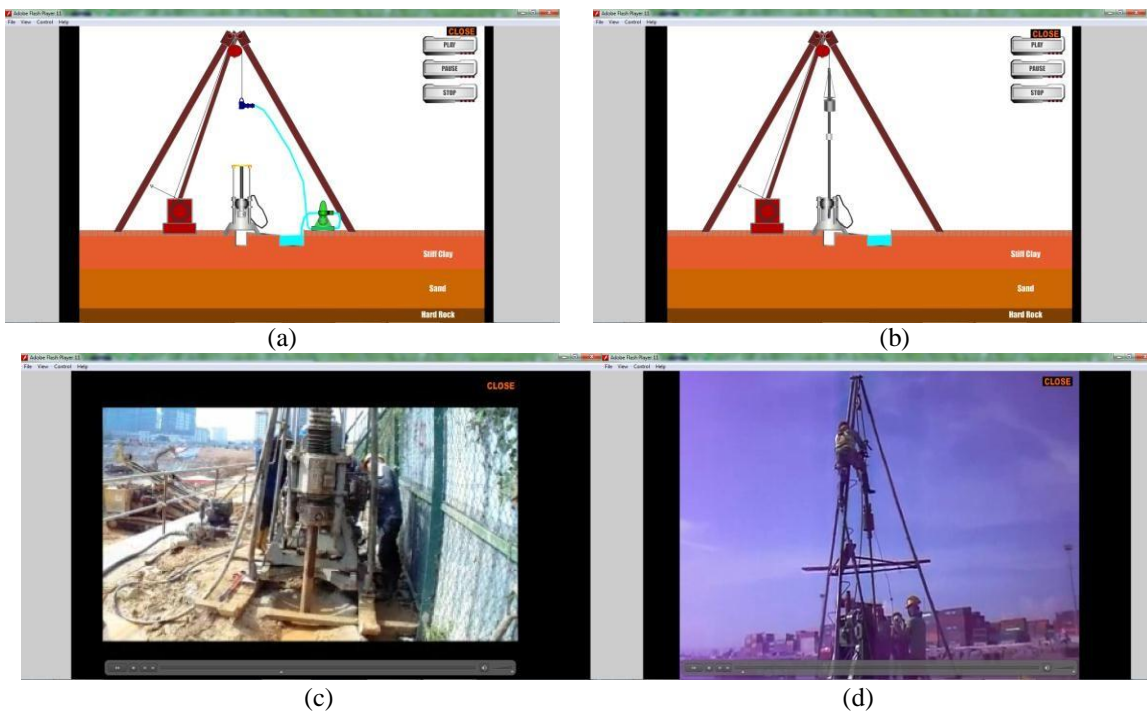 Adobe Flash Player 11
File View Control Help
CLOSE
PLAY
PAUSE
STOP
Stiff Clay
Sand
Hard Rock
(a)
Adobe Flash Player 11
File View Control Help
CLOSE
PLAY
PAUSE
STOP
Stiff Clay
Sand
Hard Rock
(b)
Adobe Flash Player 11
File View Control Help
CLOSE
(c)
Adobe Flash Player 11
File View Control Help
CLOSE
(d)